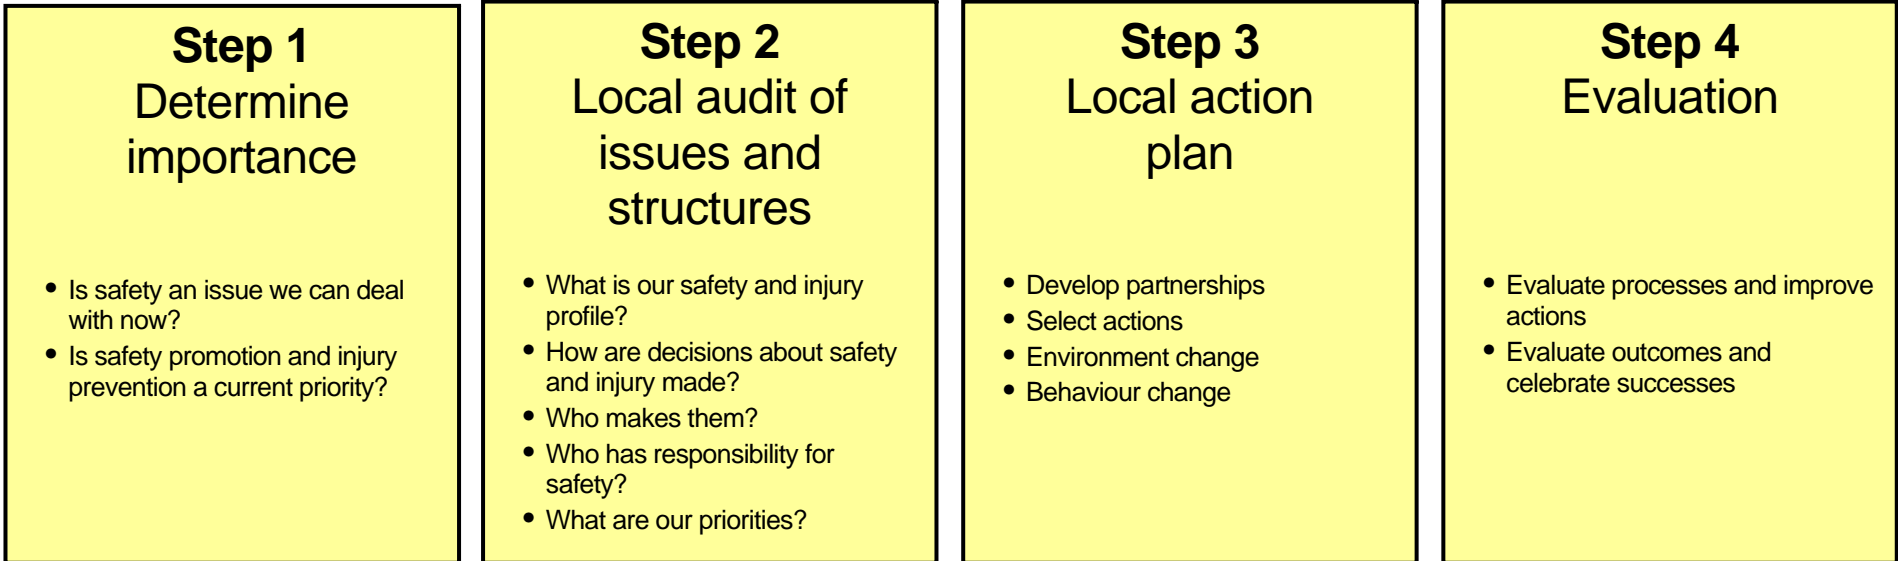 Step 1
Determine
importance
• Is safety an issue we can deal
with now?
• Is safety promotion and injury
prevention a current priority?
Step 2
Local audit of
issues and
structures
• What is our safety and injury
profile?
• How are decisions about safety
and injury made?
• Who makes them?
• Who has responsibility for
safety?
• What are our priorities?
Step 3
Local action
plan
• Develop partnerships
• Select actions
• Environment change
• Behaviour change
Step 4
Evaluation
• Evaluate processes and improve
actions
• Evaluate outcomes and
celebrate successes